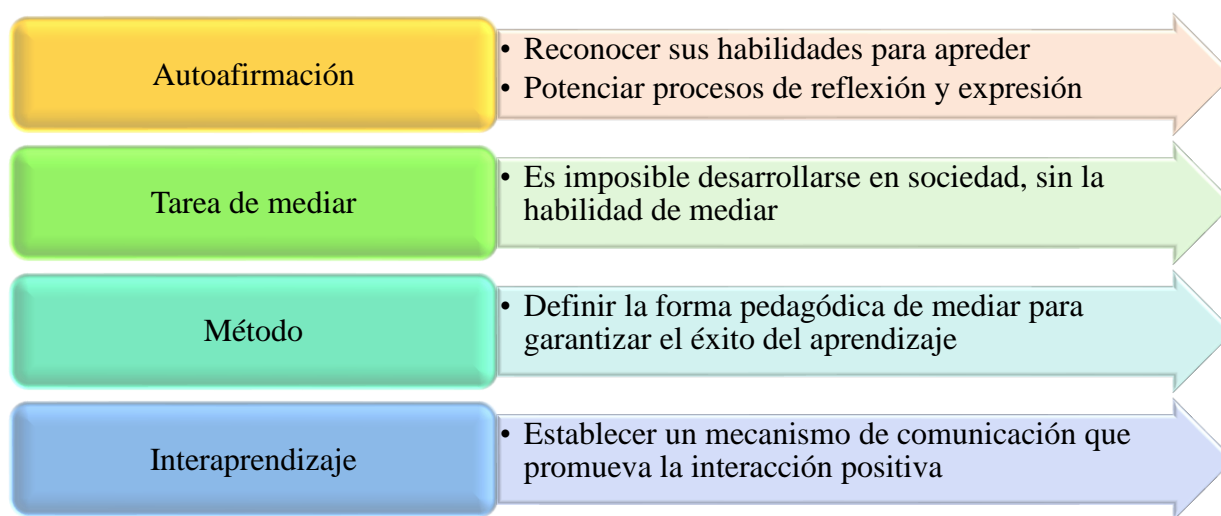 Autoafirmación
• Reconocer sus habilidades para apreder
• Potenciar procesos de reflexión y expresión
Tarea de mediar
• Es imposible desarrollarse en sociedad, sin la
habilidad de mediar
Método
• Definir la forma pedagódica de mediar para
garantizar el éxito del aprendizaje
Interaprendizaje
• Establecer un mecanismo de comunicación que
promueva la interacción positiva